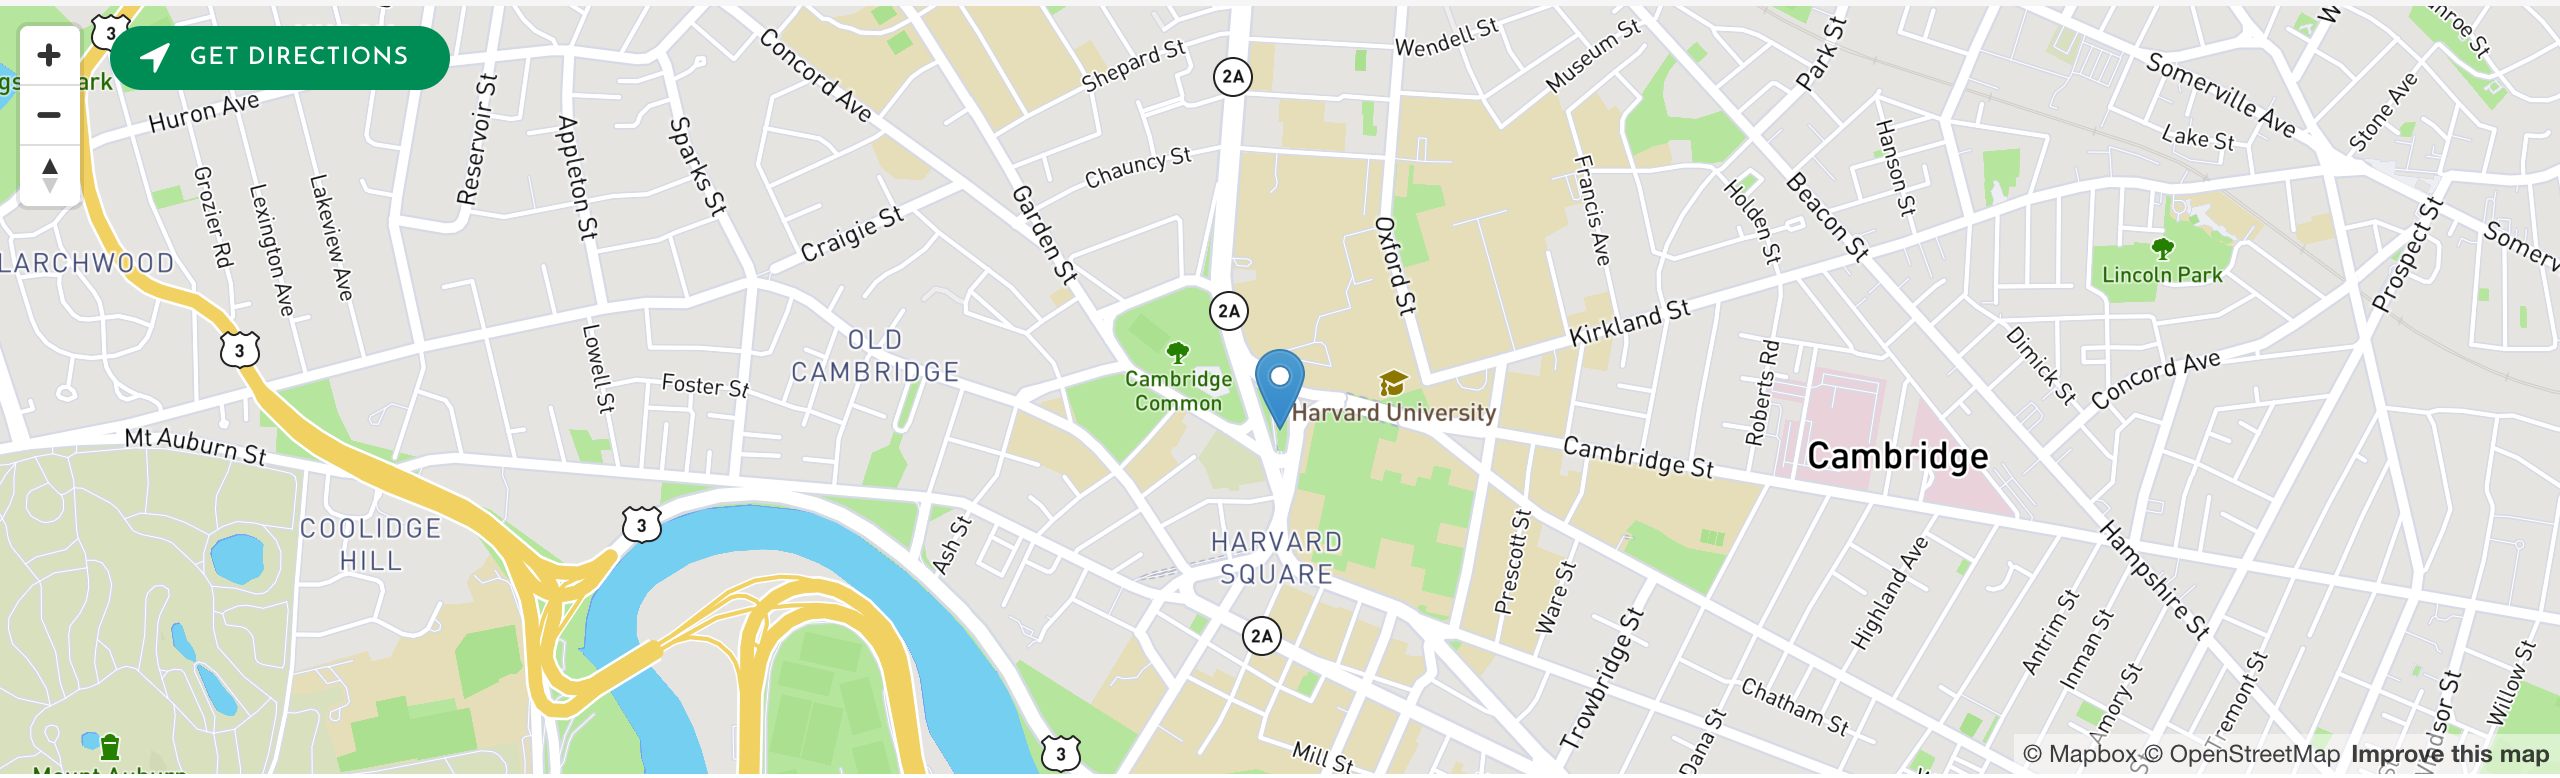 3
GET DIRECTIONS
ark
Huron Ave
Reservoir St
Appleton St
Sparks St
Concord Ave
Shepard St
2A
Wendell St
Museum St
Park St
Somerville Ave
Stone Ave
Lake St
Hanson St
Grozier Rd
Lexington Ave
Lakeview Ave
Chauncy St
Garden St
Craigie St
Francis Ave
Holden St
Beacon St
Oxford St
Prospect St
LARCHWOOD
Lincoln Park
2A
Kirkland St
3
Lowell St
Foster St
OLD
CAMBRIDGE
Cambridge
Common
Harvard University
Roberts Rd
Dimick St
Concord Ave
Mt Auburn St
Cambridge St
Cambridge
COOLIDGE
HILL
3
Ash St
HARVARD
SQUARE
Prescott St
Ware St
Highland Ave
Hampshire St
2A
Trowbridge St
Antrim St
Inman St
Amory St
Tremont St
Willow St
Chatham St
Dana St
Mill St
3
Mount Auburn
© Mapbox © OpenStreetMap Improve this map